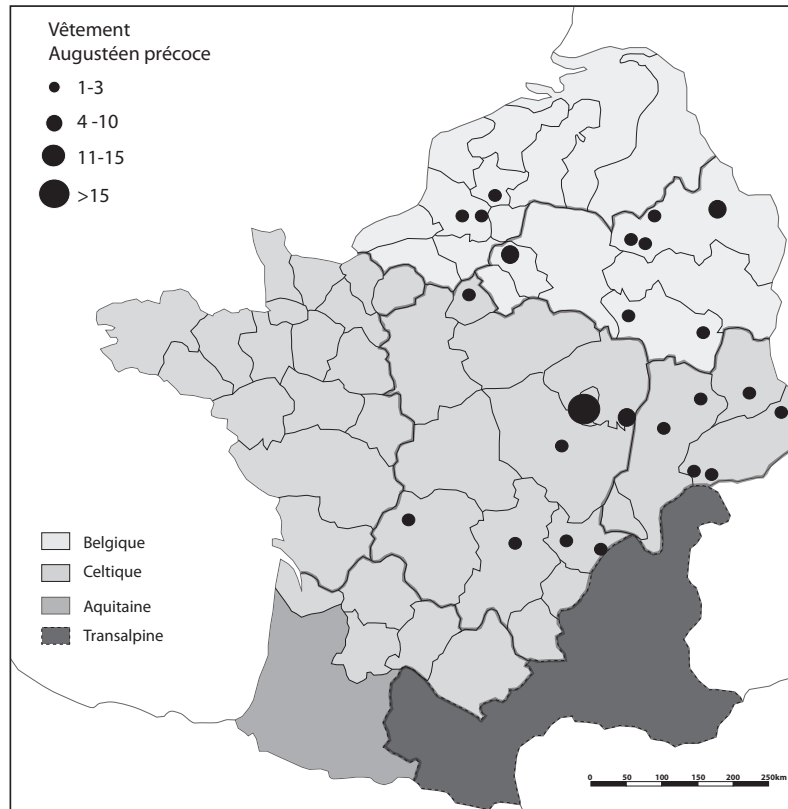 Vêtement
Augustéen précoce
1-3
4 -10
11-15
>15
Belgique
Celtique
Aquitaine
Transalpine
0 50 100 150 200 250km